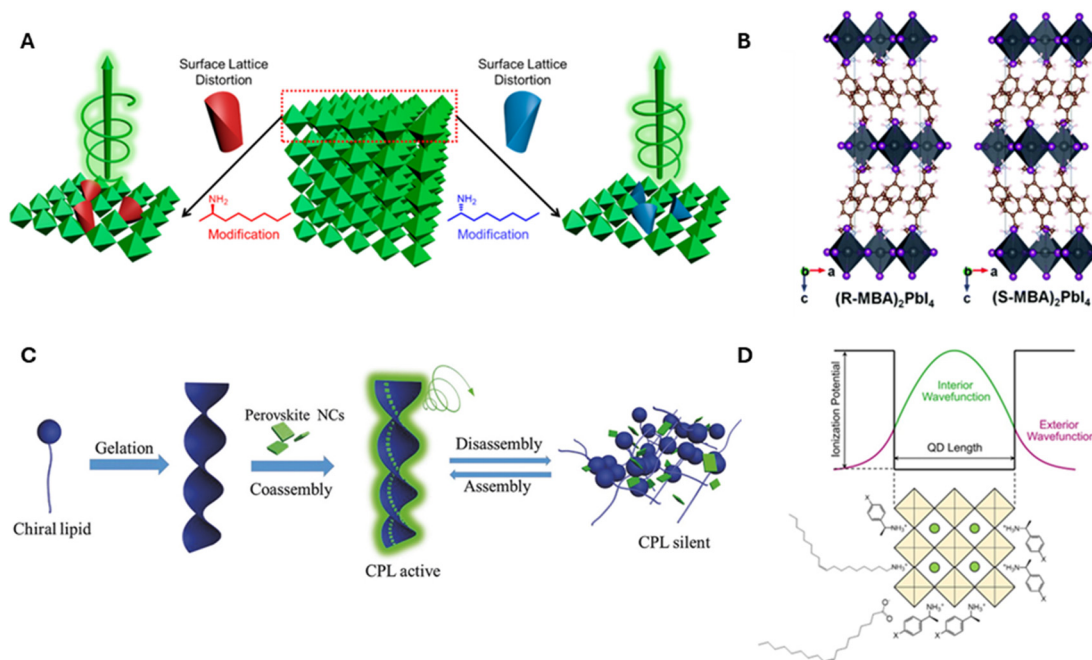 A
Surface Lattice
Distortion
NH₂
Modification
Surface Lattice
Distortion
NH₂
Modification
B
b a
c
(R-MBA)₂PbI₄
b a
c
(S-MBA)₂PbI₄
C
Chiral lipid
Gelation
Perovskite NCs
Coassembly
CPL active
Disassembly
Assembly
CPL silent
D
Ionization Potential
Interior
Wavefunction
Exterior
Wavefunction
QD Length
X
NH₃⁺
NH₃⁺
O⁻
O
X
NH₃⁺
X
NH₃⁺
⁺H₃N
X
⁺H₃N
X